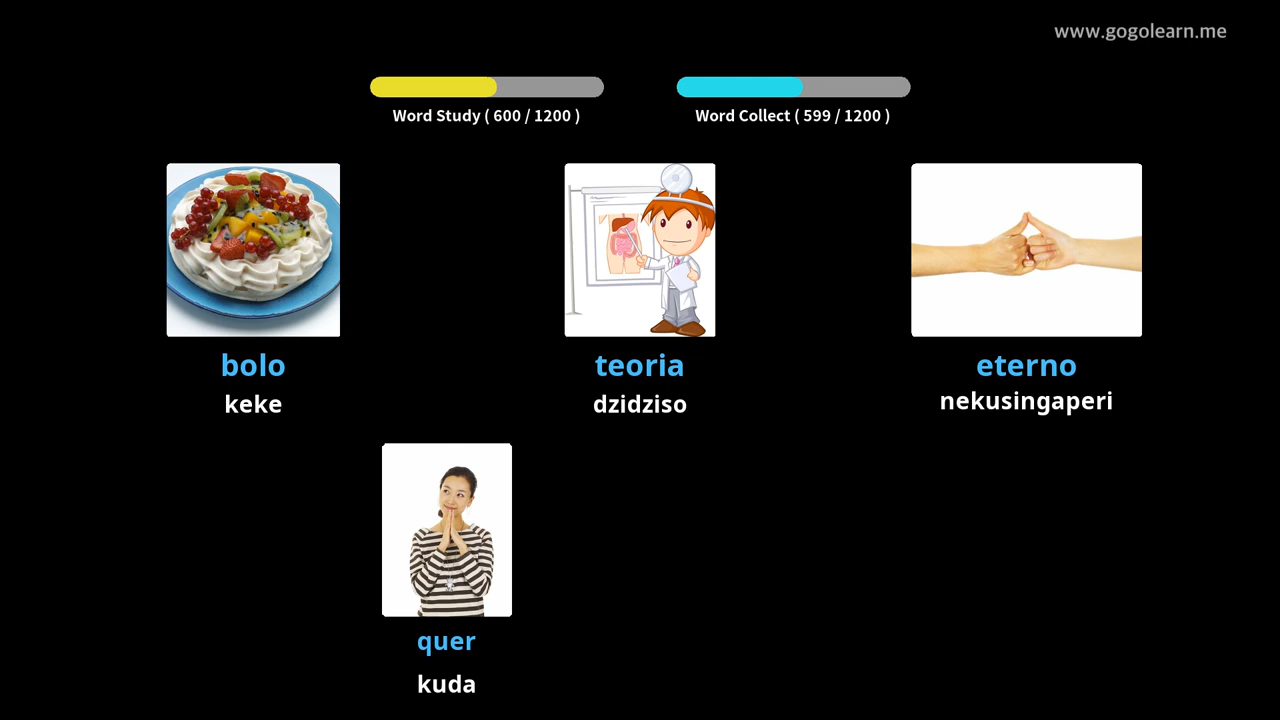 www.gogolearn.me
Word Study ( 600 / 1200 )
Word Collect ( 599 / 1200 )
bolo
keke
teoria
dzidziso
eterno
nekusingaperi
quer
kuda